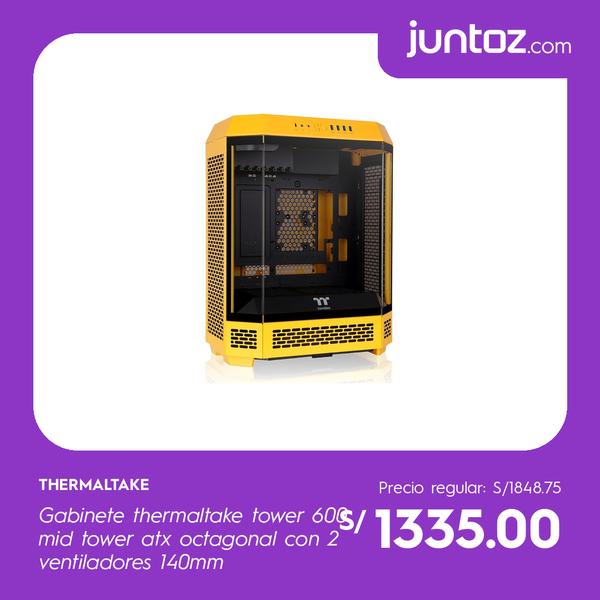 juntoz.com
THERMALTAKE
Gabinete thermaltake tower 600
mid tower atx octagonal con 2
ventiladores 140mm
Precio regular: S/1848.75
S/ 1335.00